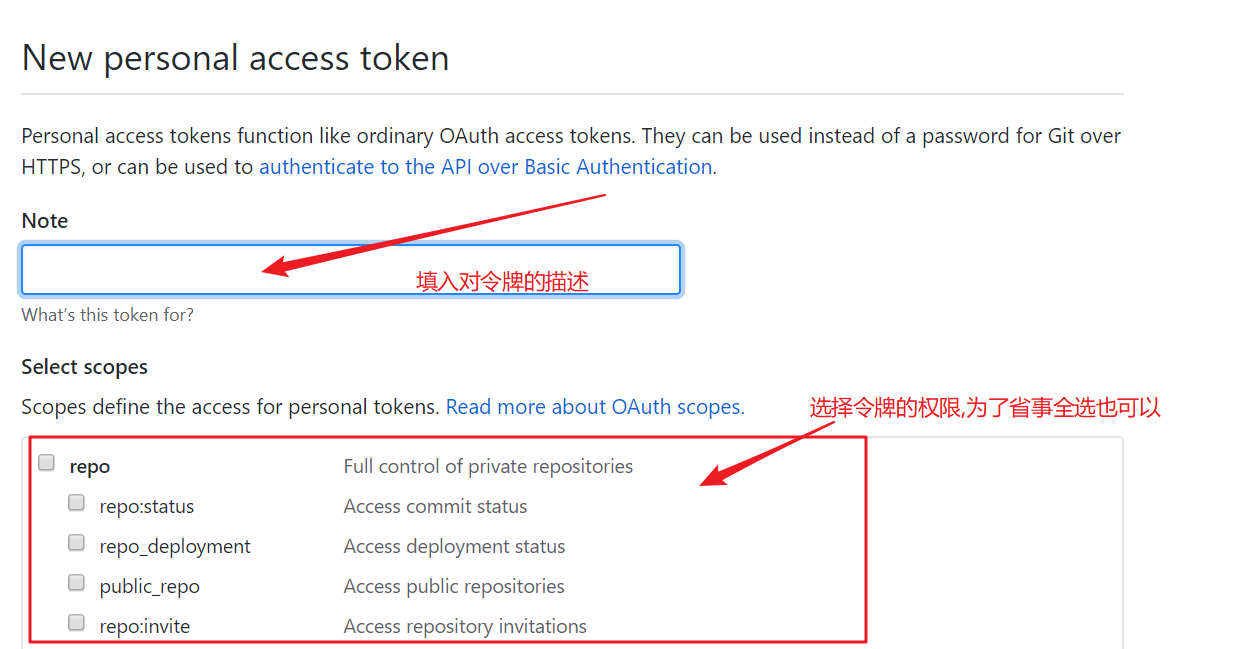 New personal access token
Personal access tokens function like ordinary OAuth access tokens. They can be used instead of a password for Git over
HTTPS, or can be used to authenticate to the API over Basic Authentication.
Note
填入对令牌的描述
What's this token for?
Select scopes
Scopes define the access for personal tokens. Read more about OAuth scopes.
选择令牌的权限,为了省事全选也可以
repo Full control of private repositories
repo:status Access commit status
repo_deployment Access deployment status
public_repo Access public repositories
repo:invite Access repository invitations